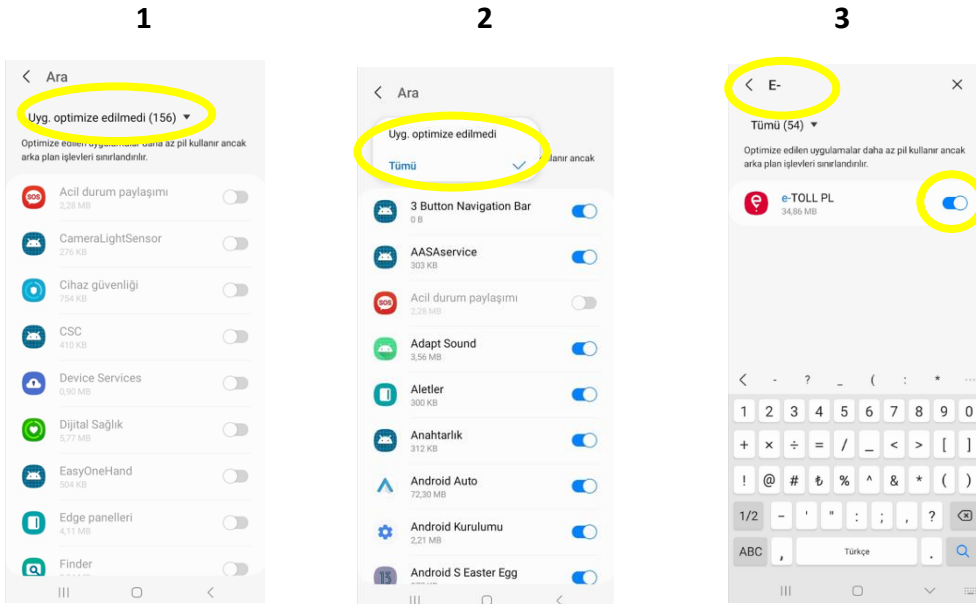 1
2
3
Ara
Uyg. optimize edilmedi (156)
Optimize edilen uygulamalar daha az pil kullanır ancak
arka plan işlevleri sınırlandırılır.
SOS
Acil durum paylaşımı
2,28 MB
CameraLightSensor
276 KB
Cihaz güvenliği
754 KB
CSC
410 KB
Device Services
0,90 MB
Dijital Sağlık
5,77 MB
EasyOneHand
504 KB
Edge panelleri
4,11 MB
Finder
Ara
Uyg. optimize edilmedi
Tümü
ullanır ancak
3 Button Navigation Bar
0 B
AASAservice
303 KB
SOS
Acil durum paylaşımı
2,28 MB
Adapt Sound
3,56 MB
Aletler
300 KB
Anahtarlık
312 KB
Android Auto
72,30 MB
Android Kurulumu
2,21 MB
Android S Easter Egg
E-
Tümü (54)
Optimize edilen uygulamalar daha az pil kullanır ancak
arka plan işlevleri sınırlandırılır.
e-TOLL PL
34,86 MB
- ? _ ( : * ...
1 2 3 4 5 6 7 8 9 0
+ × ÷ = / _ < > [ ]
! @ # ₺ % ^ & * ( )
1/2 - ' " : ; , ?
ABC , Türkçe .